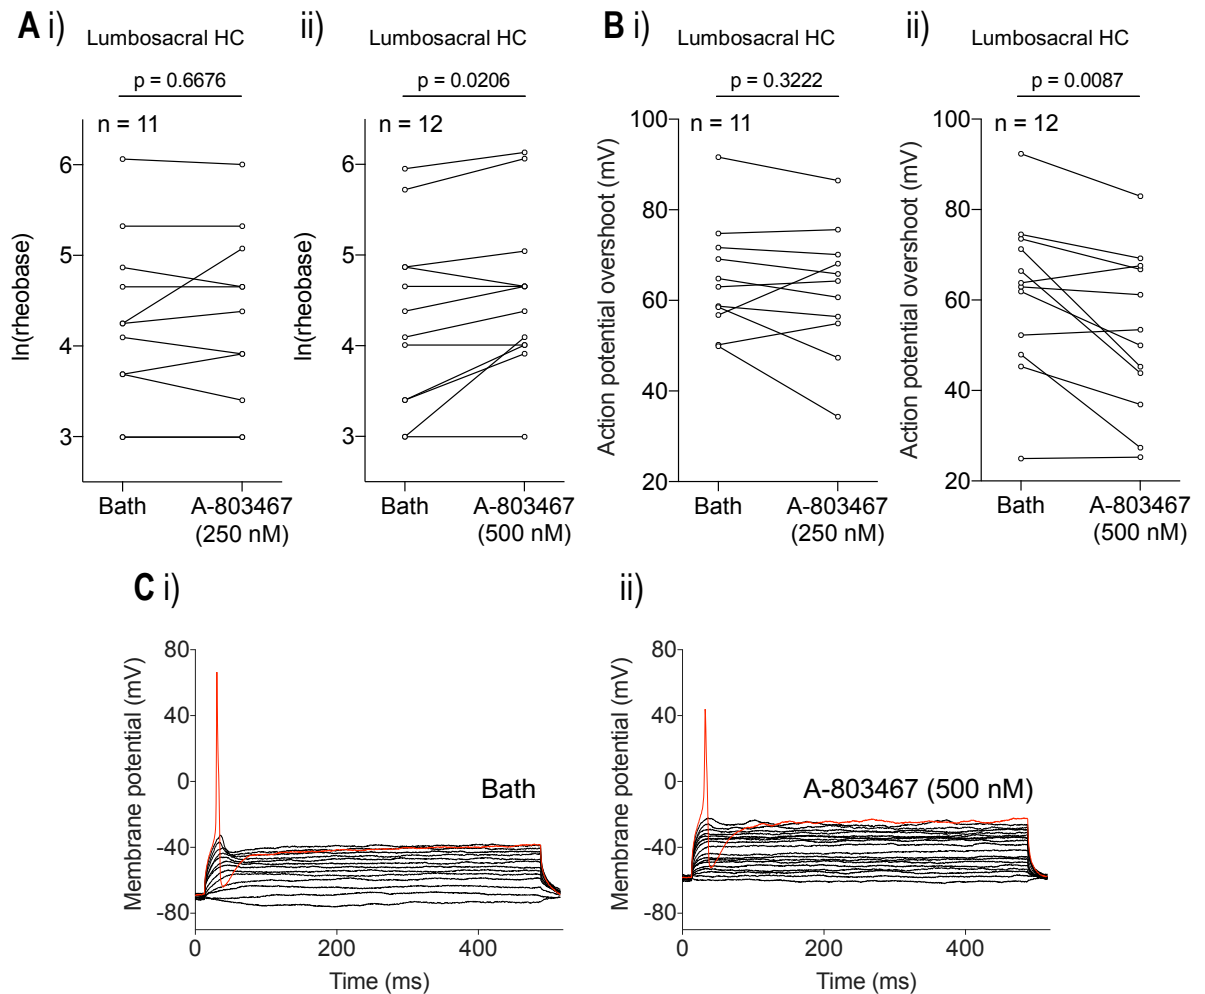 A i)
Lumbosacral HC
p = 0.6676
n = 11
6
5
4
3
ln(rheobase)
Bath
A-803467
(250 nM)
ii)
Lumbosacral HC
p = 0.0206
n = 12
6
5
4
3
ln(rheobase)
Bath
A-803467
(500 nM)
B i)
Lumbosacral HC
p = 0.3222
n = 11
100
80
60
40
20
Action potential overshoot (mV)
Bath
A-803467
(250 nM)
ii)
Lumbosacral HC
p = 0.0087
n = 12
100
80
60
40
20
Action potential overshoot (mV)
Bath
A-803467
(500 nM)
C i)
80
40
0
-40
-80
Membrane potential (mV)
Bath
0 200 400
Time (ms)
ii)
80
40
0
-40
-80
Membrane potential (mV)
A-803467 (500 nM)
0 200 400
Time (ms)